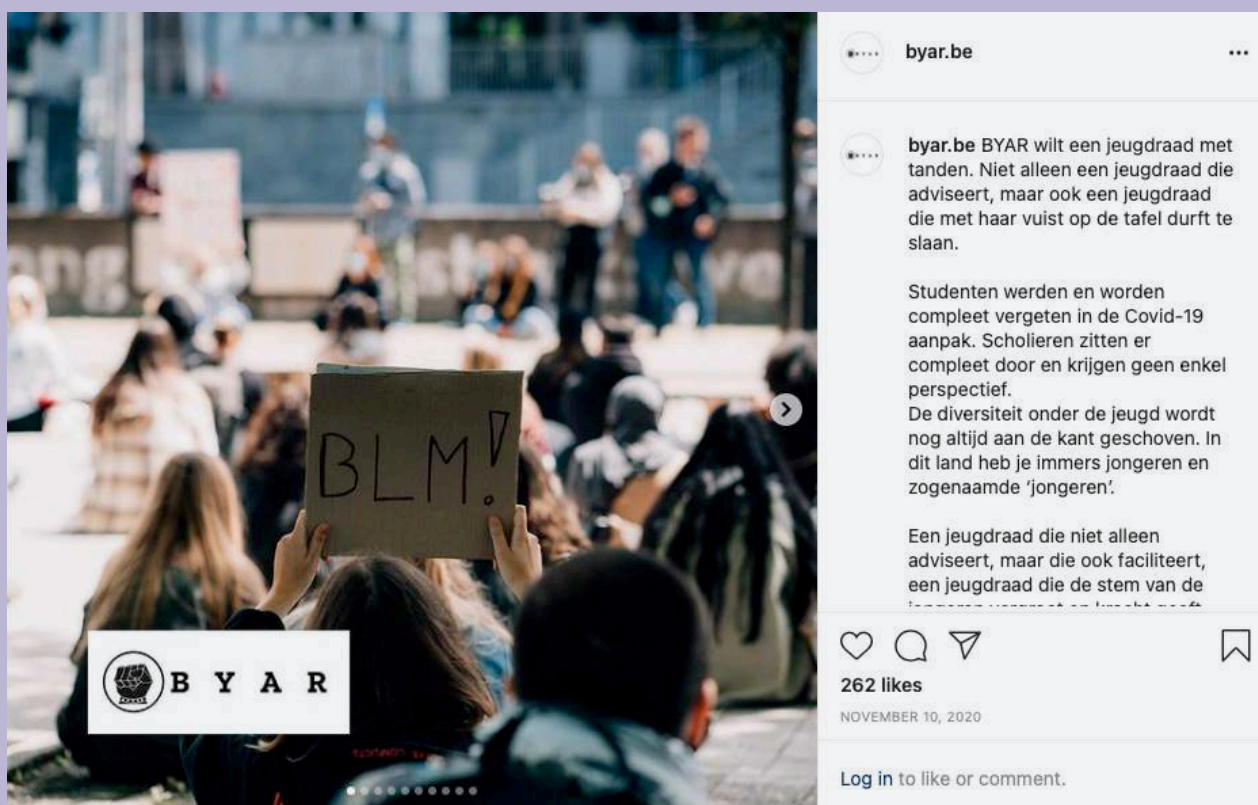 BLM!
BYAR
byar.be
byar.be BYAR wilt een jeugdraad met
tanden. Niet alleen een jeugdraad die
adviseert, maar ook een jeugdraad
die met haar vuist op de tafel durft te
slaan.
Studenten werden en worden
compleet vergeten in de Covid-19
aanpak. Scholieren zitten er
compleet door en krijgen geen enkel
perspectief.
De diversiteit onder de jeugd wordt
nog altijd aan de kant geschoven. In
dit land heb je immers jongeren en
zogenaamde ‘jongeren’.
Een jeugdraad die niet alleen
adviseert, maar die ook faciliteert,
een jeugdraad die de stem van de
262 likes
NOVEMBER 10, 2020
Log in to like or comment.